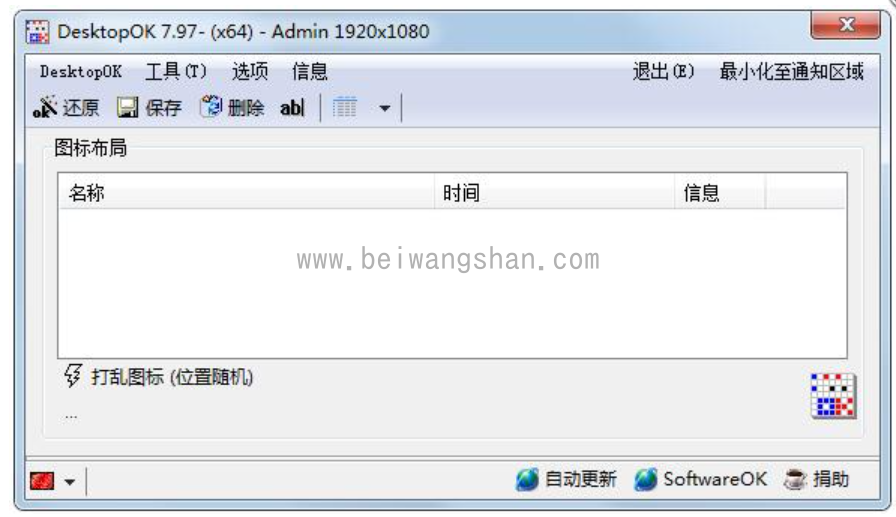 DesktopOK 7.97- (x64) - Admin 1920x1080
DesktopOK 工具(T) 选项 信息 退出(E) 最小化至通知区域
ok 还原 保存 删除 ab|
图标布局
名称 时间 信息
www.beiwangshan.com
打乱图标 (位置随机)
...
自动更新 SoftwareOK 捐助